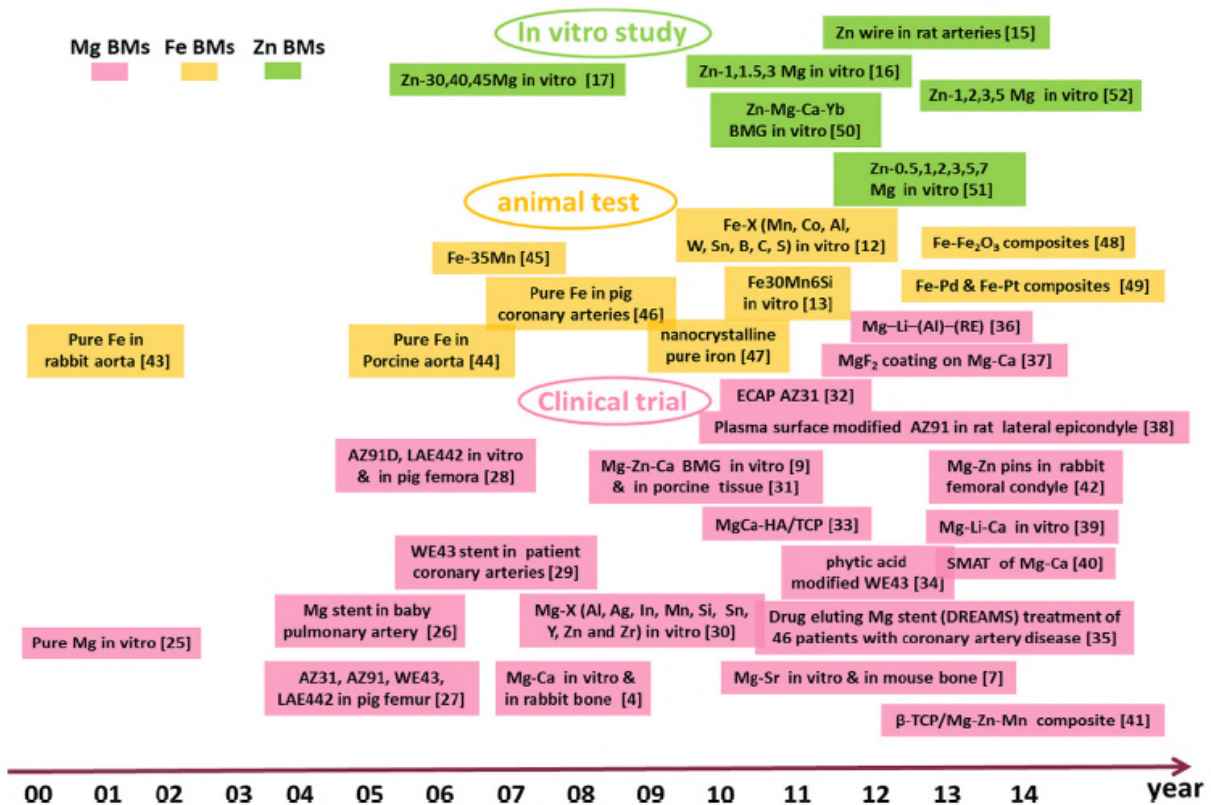 Mg BMs
Fe BMs
Zn BMs
In vitro study
Zn wire in rat arteries [15]
Zn-30,40,45Mg in vitro [17]
Zn-1,1.5,3 Mg in vitro [16]
Zn-1,2,3,5 Mg in vitro [52]
Zn-Mg-Ca-Yb
BMG in vitro [50]
Zn-0.5,1,2,3,5,7
Mg in vitro [51]
animal test
Fe-X (Mn, Co, Al,
W, Sn, B, C, S) in vitro [12]
Fe-Fe₂O₃ composites [48]
Fe-35Mn [45]
Pure Fe in pig
coronary arteries [46]
Fe30Mn6Si
in vitro [13]
Fe-Pd & Fe-Pt composites [49]
Pure Fe in
rabbit aorta [43]
Pure Fe in
Porcine aorta [44]
nanocrystalline
pure iron [47]
Mg–Li–(Al)–(RE) [36]
MgF₂ coating on Mg-Ca [37]
Clinical trial
ECAP AZ31 [32]
Plasma surface modified AZ91 in rat lateral epicondyle [38]
AZ91D, LAE442 in vitro
& in pig femora [28]
Mg-Zn-Ca BMG in vitro [9]
& in porcine tissue [31]
Mg-Zn pins in rabbit
femoral condyle [42]
MgCa-HA/TCP [33]
Mg-Li-Ca in vitro [39]
WE43 stent in patient
coronary arteries [29]
phytic acid
modified WE43 [34]
SMAT of Mg-Ca [40]
Mg stent in baby
pulmonary artery [26]
Mg-X (Al, Ag, In, Mn, Si, Sn,
Y, Zn and Zr) in vitro [30]
Drug eluting Mg stent (DREAMS) treatment of
46 patients with coronary artery disease [35]
Pure Mg in vitro [25]
AZ31, AZ91, WE43,
LAE442 in pig femur [27]
Mg-Ca in vitro &
in rabbit bone [4]
Mg-Sr in vitro & in mouse bone [7]
β-TCP/Mg-Zn-Mn composite [41]
00 01 02 03 04 05 06 07 08 09 10 11 12 13 14 year